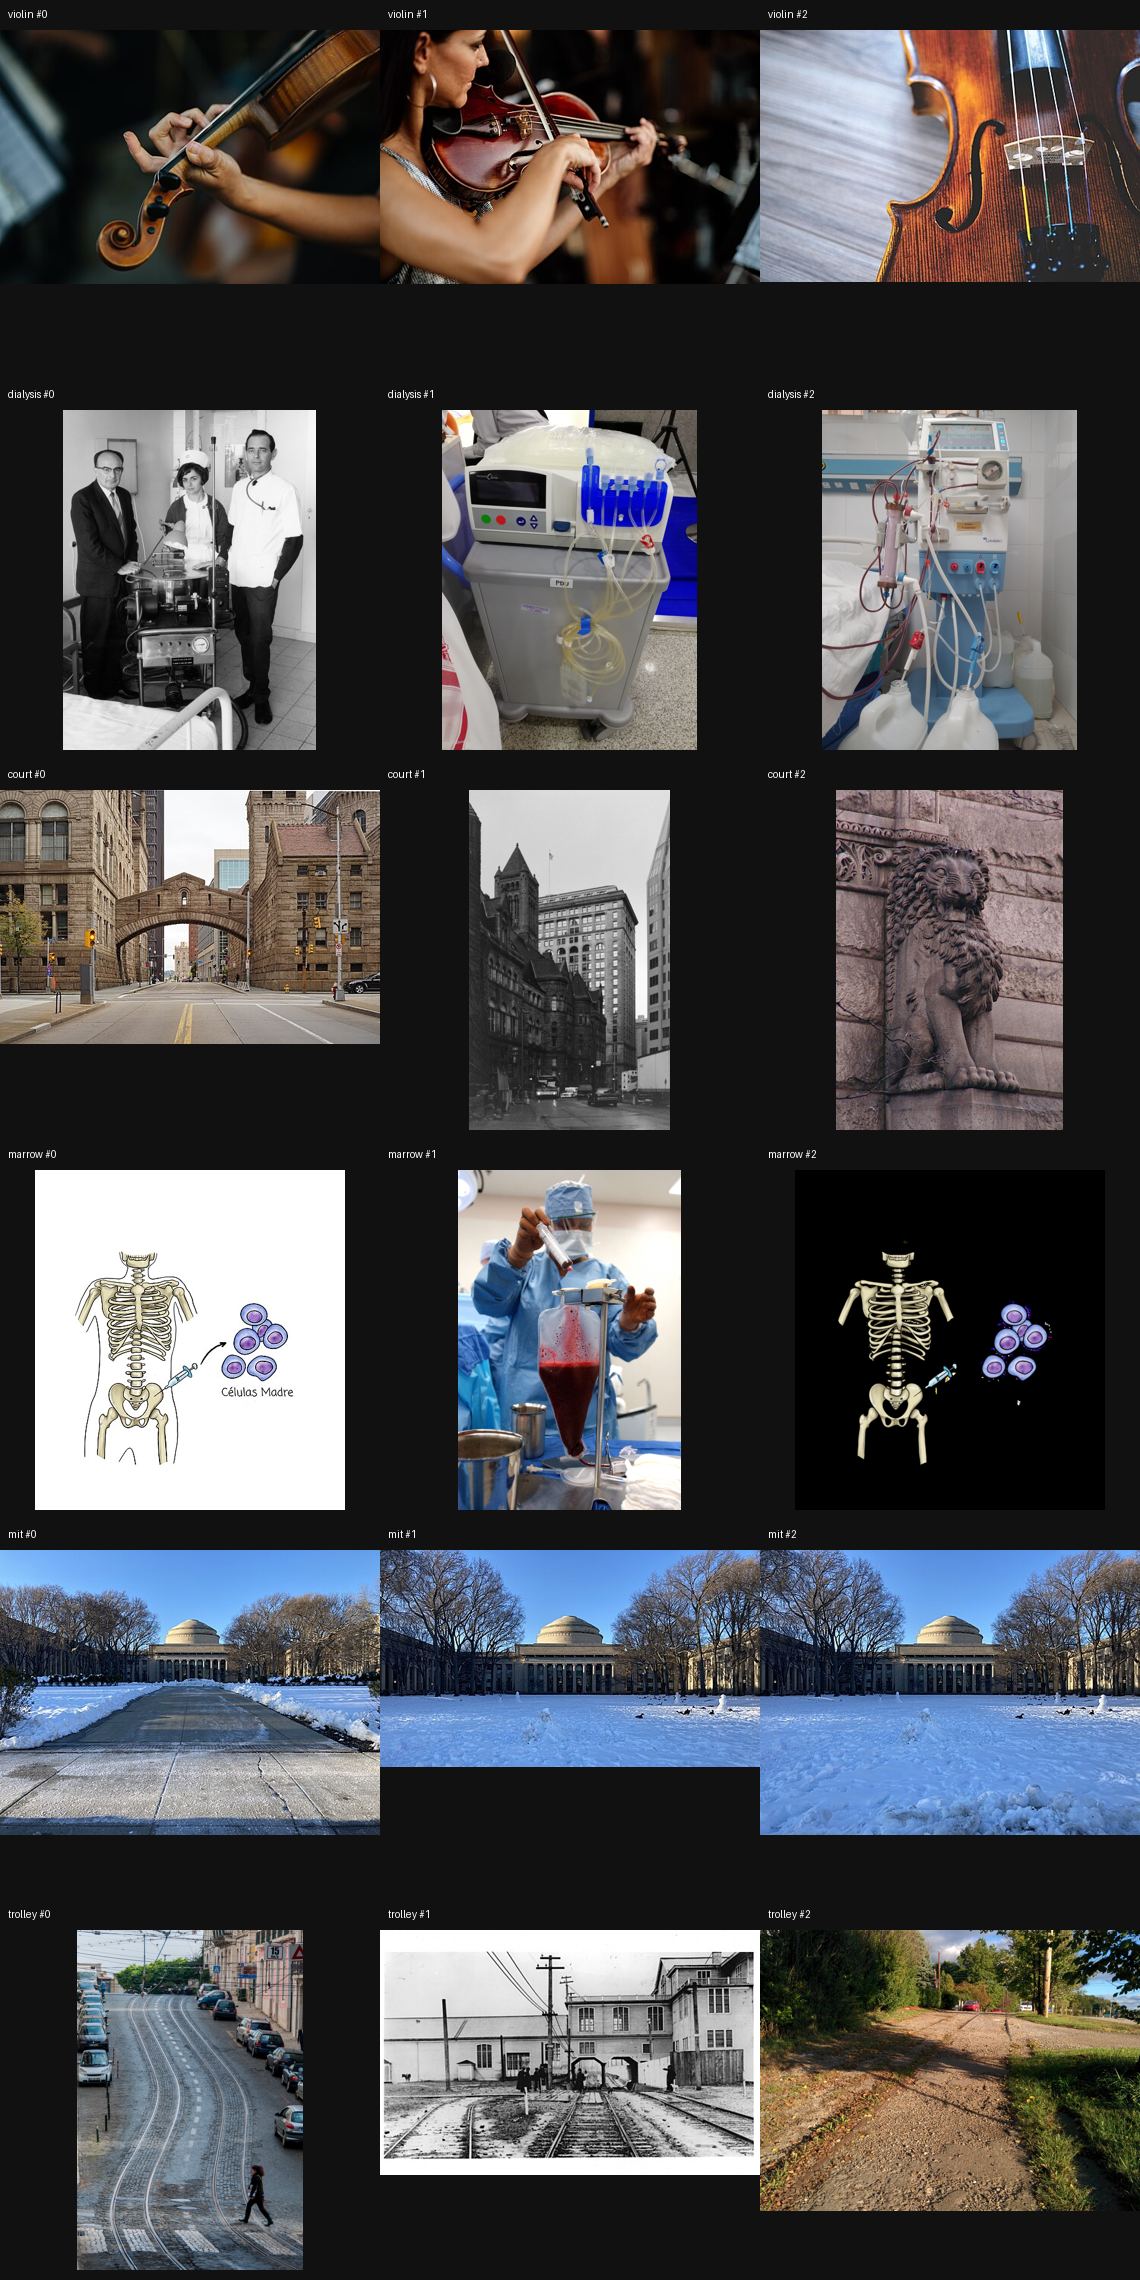 violin #0
violin #1
violin #2
dialysis #0
dialysis #1
dialysis #2
PDU
court #0
court #1
court #2
marrow #0
marrow #1
marrow #2
Células Madre
mit #0
mit #1
mit #2
trolley #0
trolley #1
trolley #2
15